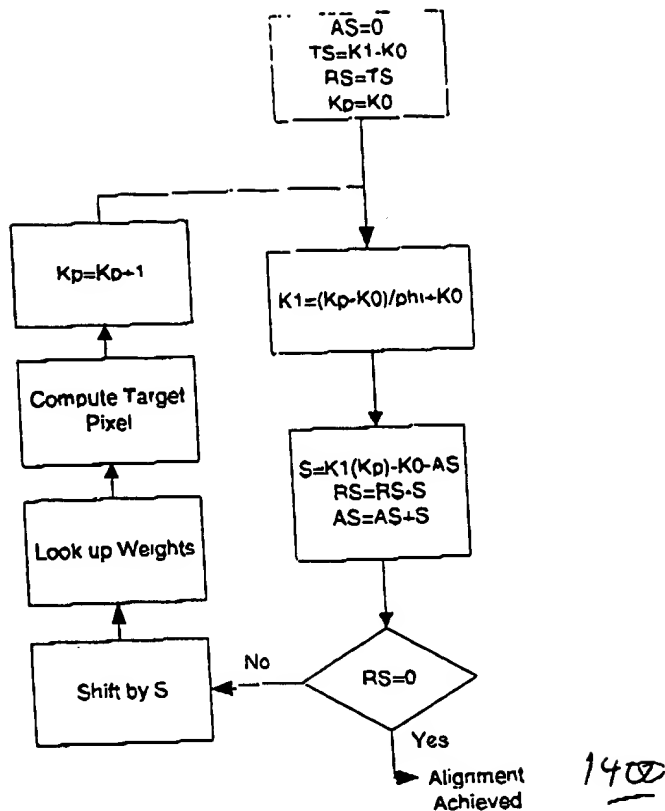 AS=0
TS=K1-K0
RS=TS
Kp=K0
Kp=Kp+1
K1=(Kp-K0)/phi+K0
Compute Target
Pixel
S=K1(Kp)-K0-AS
RS=RS-S
AS=AS+S
Look up Weights
No
Shift by S
RS=0
Yes
Alignment
Achieved
1400